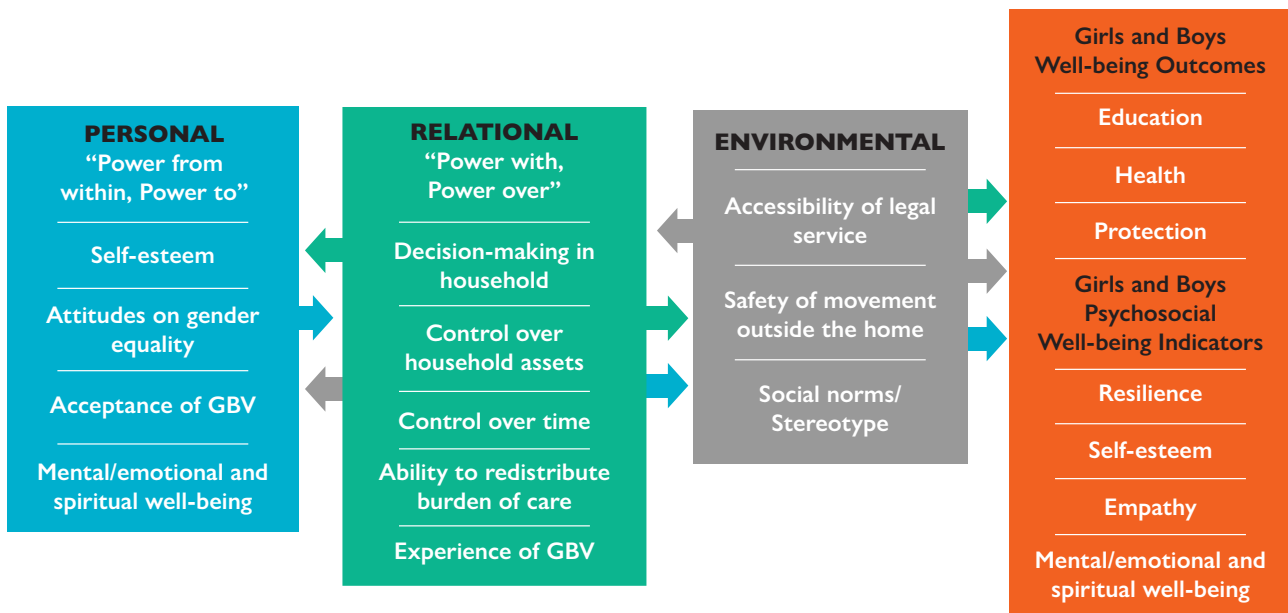 PERSONAL
“Power from
within, Power to”
Self-esteem
Attitudes on gender
equality
Acceptance of GBV
Mental/emotional and
spiritual well-being
RELATIONAL
“Power with,
Power over”
Decision-making in
household
Control over
household assets
Control over time
Ability to redistribute
burden of care
Experience of GBV
ENVIRONMENTAL
Accessibility of legal
service
Safety of movement
outside the home
Social norms/
Stereotype
Girls and Boys
Well-being Outcomes
Education
Health
Protection
Girls and Boys
Psychosocial
Well-being Indicators
Resilience
Self-esteem
Empathy
Mental/emotional and
spiritual well-being